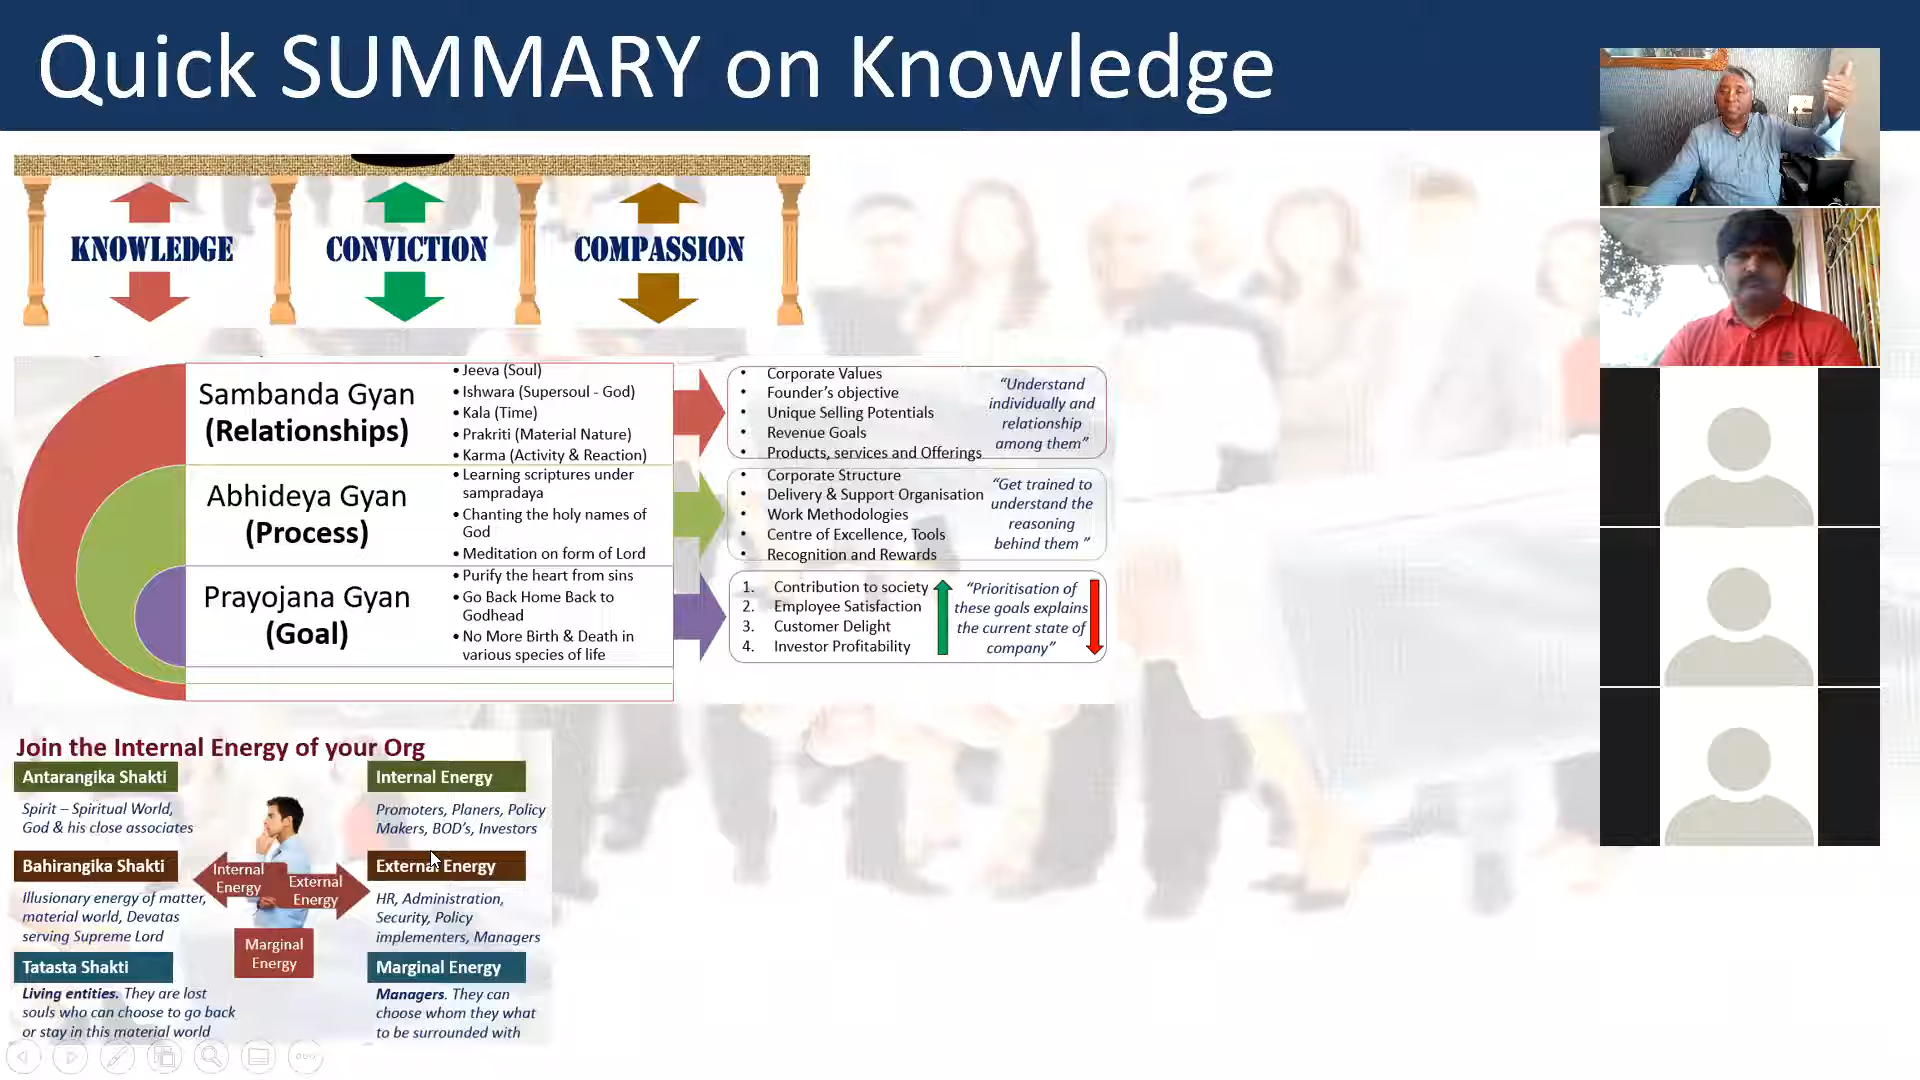 Quick SUMMARY on Knowledge
KNOWLEDGE
CONVICTION
COMPASSION
Sambanda Gyan
(Relationships)
• Jeeva (Soul)
• Ishwara (Supersoul - God)
• Kala (Time)
• Prakriti (Material Nature)
• Karma (Activity & Reaction)
• Corporate Values
• Founder's objective
• Unique Selling Potentials
• Revenue Goals
• Products, services and Offerings
“Understand
individually and
relationship
among them”
Abhideya Gyan
(Process)
• Learning scriptures under
sampradaya
• Chanting the holy names of
God
• Meditation on form of Lord
• Corporate Structure
• Delivery & Support Organisation
• Work Methodologies
• Centre of Excellence, Tools
• Recognition and Rewards
“Get trained to
understand the
reasoning
behind them ”
Prayojana Gyan
(Goal)
• Purify the heart from sins
• Go Back Home Back to
Godhead
• No More Birth & Death in
various species of life
1. Contribution to society
2. Employee Satisfaction
3. Customer Delight
4. Investor Profitability
“Prioritisation of
these goals explains
the current state of
company”
Join the Internal Energy of your Org
Antarangika Shakti
Spirit – Spiritual World,
God & his close associates
Bahirangika Shakti
Illusionary energy of matter,
material world, Devatas
serving Supreme Lord
Tatasta Shakti
Living entities. They are lost
souls who can choose to go back
or stay in this material world
Internal
Energy
External
Energy
Marginal
Energy
Internal Energy
Promoters, Planers, Policy
Makers, BOD's, Investors
External Energy
HR, Administration,
Security, Policy
implementers, Managers
Marginal Energy
Managers. They can
choose whom they what
to be surrounded with